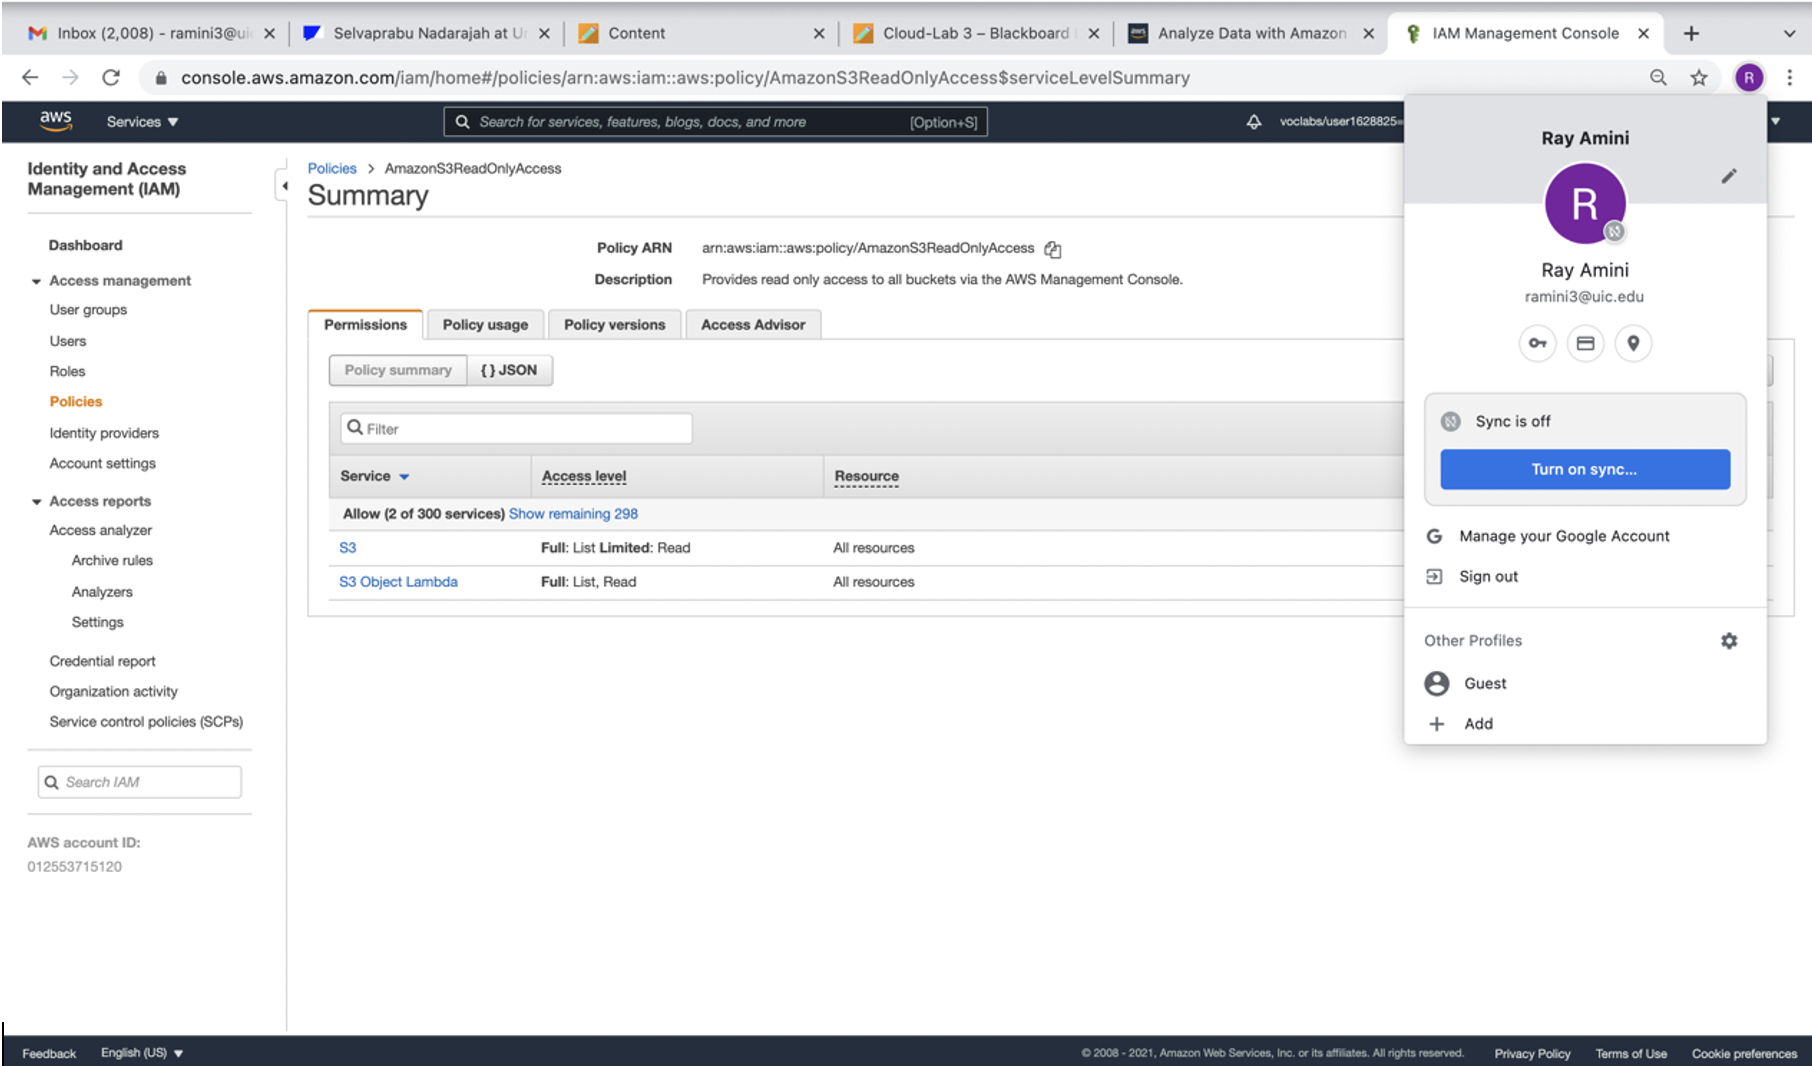 Inbox (2,008) - ramini3@ui
Selvaprabu Nadarajah at U
Content
Cloud-Lab 3 – Blackboard
Analyze Data with Amazon
IAM Management Console
console.aws.amazon.com/iam/home#/policies/arn:aws:iam::aws:policy/AmazonS3ReadOnlyAccess$serviceLevelSummary
R
aws
Services
Search for services, features, blogs, docs, and more
[Option+S]
voclabs/user1628825=
Identity and Access
Management (IAM)
Dashboard
Access management
User groups
Users
Roles
Policies
Identity providers
Account settings
Access reports
Access analyzer
Archive rules
Analyzers
Settings
Credential report
Organization activity
Service control policies (SCPs)
Search IAM
AWS account ID:
012553715120
Policies > AmazonS3ReadOnlyAccess
Summary
Policy ARN arn:aws:iam::aws:policy/AmazonS3ReadOnlyAccess
Description Provides read only access to all buckets via the AWS Management Console.
Permissions Policy usage Policy versions Access Advisor
Policy summary { } JSON
Filter
Service Access level Resource
Allow (2 of 300 services) Show remaining 298
S3 Full: List Limited: Read All resources
S3 Object Lambda Full: List, Read All resources
Ray Amini
R
Ray Amini
ramini3@uic.edu
Sync is off
Turn on sync...
G Manage your Google Account
Sign out
Other Profiles
Guest
Add
Feedback English (US) © 2008 - 2021, Amazon Web Services, Inc. or its affiliates. All rights reserved. Privacy Policy Terms of Use Cookie preferences